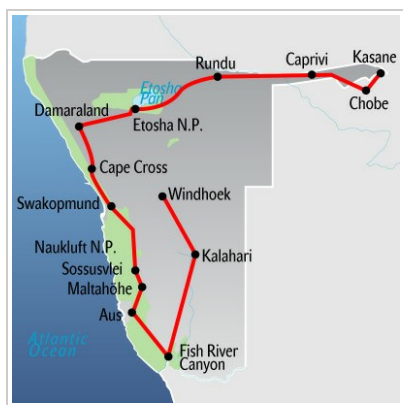 Rundu
Caprivi
Kasane
Etosha
Pan
Chobe
Damaraland
Etosha N.P.
Cape Cross
Windhoek
Swakopmund
Naukluft N.P.
Kalahari
Sossusvlei
Maltahöhe
Aus
Atlantic
Ocean
Fish River
Canyon